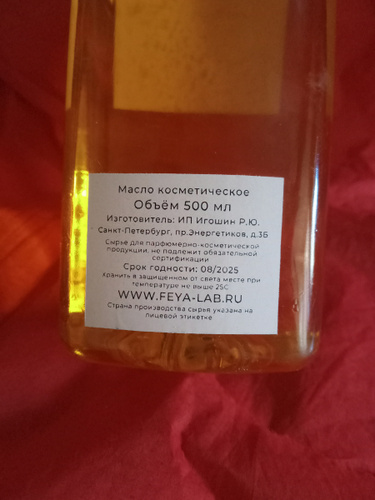 Масло косметическое
Объём 500 мл
Изготовитель: ИП Игошин Р.Ю.
Санкт-Петербург, пр.Энергетиков, д.3Б
Сырье для парфюмерно-косметической
продукции, не подлежит обязательной
сертификации
Срок годности: 08/2025
Хранить в защищенном от света месте при
температуре не выше 25С
WWW.FEYA-LAB.RU
Страна производства сырья указана на
лицевой этикетке